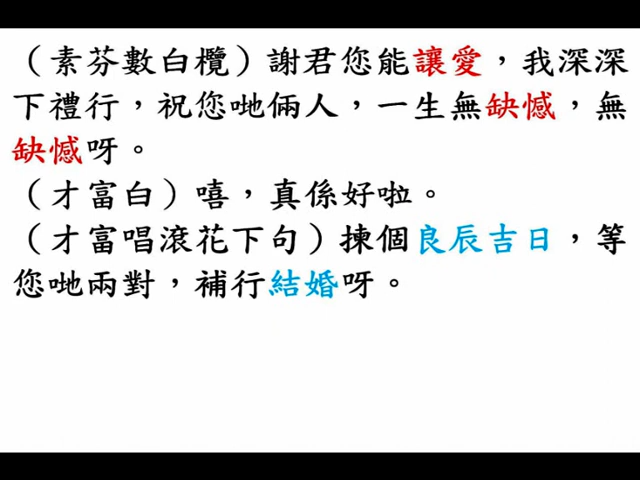 （素芬數白欖）謝君您能讓愛，我深深
下禮行，祝您哋倆人，一生無缺憾，無
缺憾呀。
（才富白）嘻，真係好啦。
（才富唱滾花下句）揀個良辰吉日，等
您哋兩對，補行結婚呀。